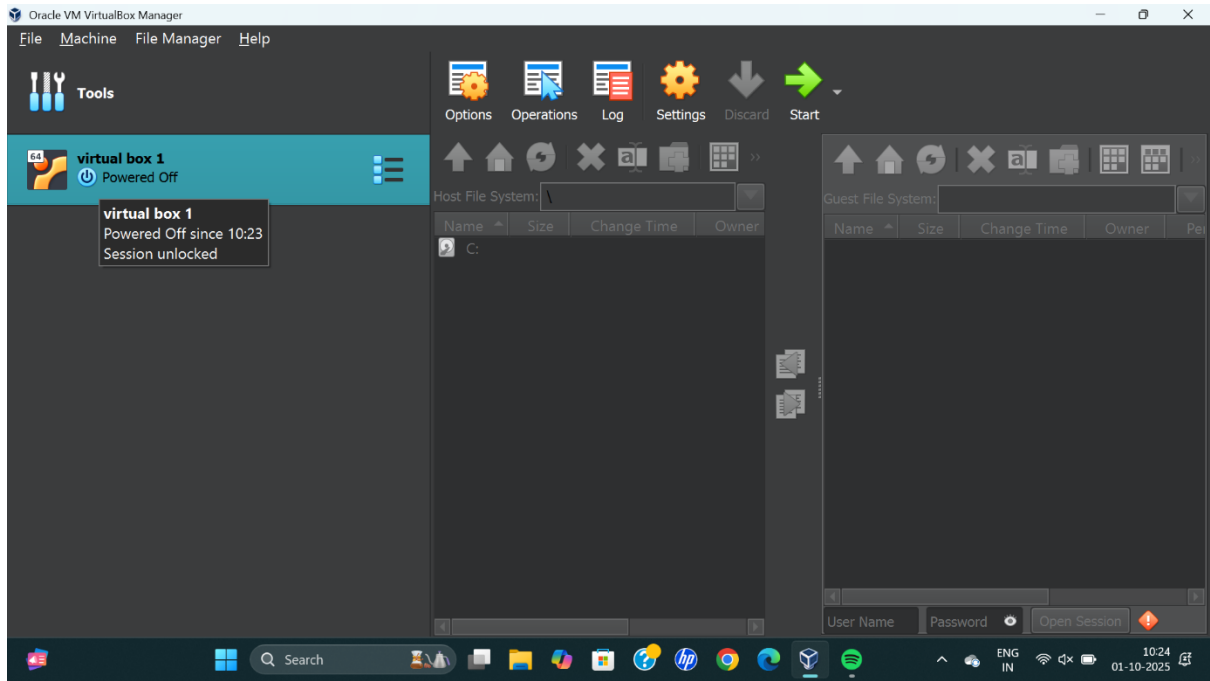 Oracle VM VirtualBox Manager
File Machine File Manager Help
Tools
Options Operations Log Settings Discard Start
64
virtual box 1
Powered Off
virtual box 1
Powered Off since 10:23
Session unlocked
Host File System: \
Name Size Change Time Owner
C:
Guest File System:
Name Size Change Time Owner Per
User Name Password Open Session
Search
hp
ENG
IN
10:24
01-10-2025